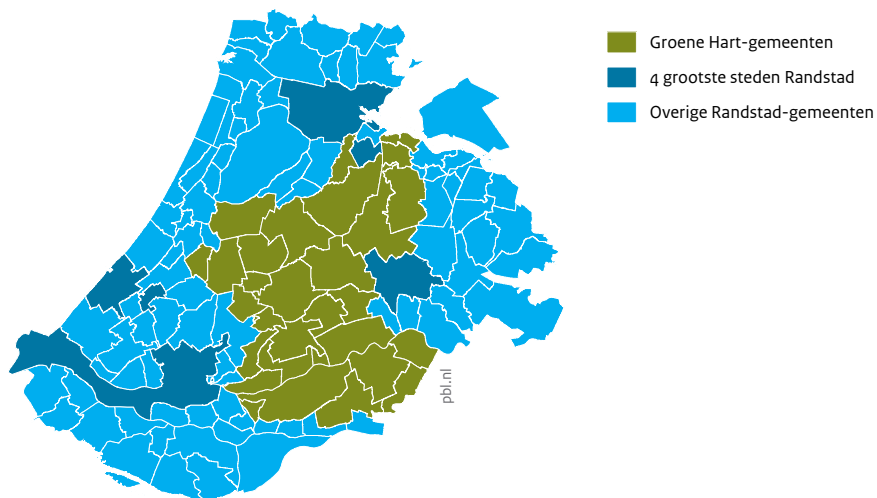 Groene Hart-gemeenten
4 grootste steden Randstad
Overige Randstad-gemeenten
pbl.nl